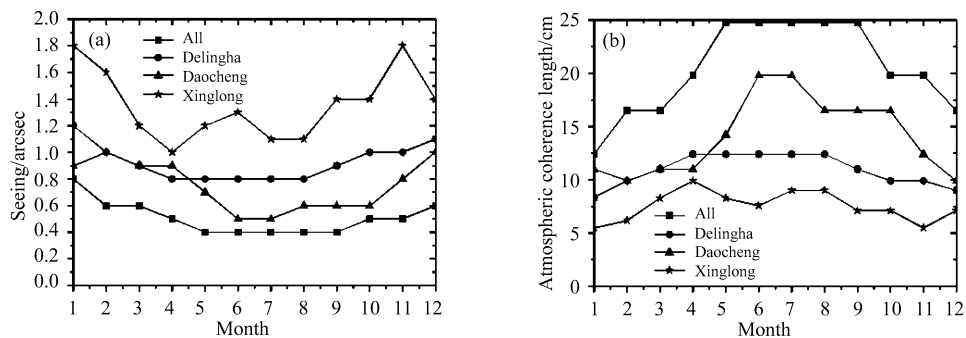 2.0
1.8
1.6
1.4
1.2
1.0
0.8
0.6
0.4
0.2
0.0
Seeing/arcsec
(a)
All
Delingha
Daocheng
Xinglong
1 2 3 4 5 6 7 8 9 10 11 12
Month
25
20
15
10
5
0
Atmospheric coherence length/cm
(b)
All
Delingha
Daocheng
Xinglong
1 2 3 4 5 6 7 8 9 10 11 12
Month